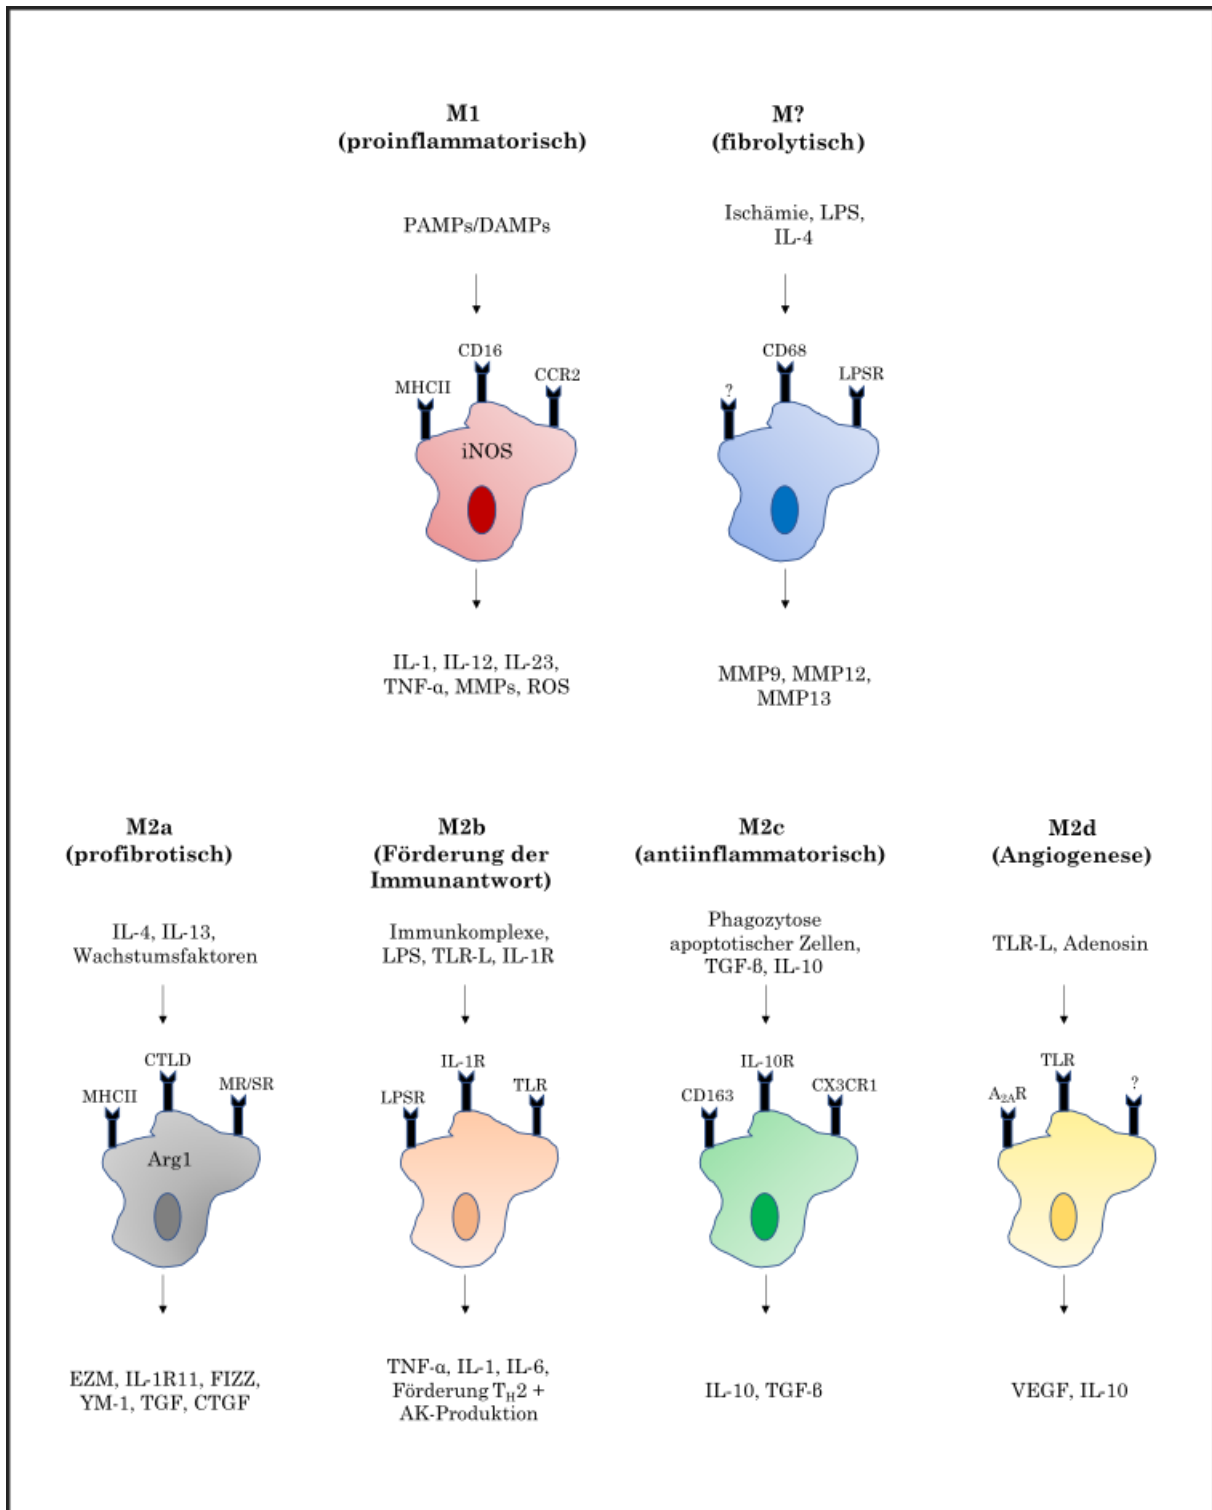 M1
(proinflammatorisch)
PAMPs/DAMPs
CD16
MHCII
CCR2
iNOS
IL-1, IL-12, IL-23,
TNF-α, MMPs, ROS
M?
(fibrolytisch)
Ischämie, LPS,
IL-4
CD68
?
LPSR
MMP9, MMP12,
MMP13
M2a
(profibrotisch)
IL-4, IL-13,
Wachstumsfaktoren
CTLD
MHCII
MR/SR
Arg1
EZM, IL-1R11, FIZZ,
YM-1, TGF, CTGF
M2b
(Förderung der
Immunantwort)
Immunkomplexe,
LPS, TLR-L, IL-1R
IL-1R
LPSR
TLR
TNF-α, IL-1, IL-6,
Förderung TH2 +
AK-Produktion
M2c
(antiinflammatorisch)
Phagozytose
apoptotischer Zellen,
TGF-ß, IL-10
IL-10R
CD163
CX3CR1
IL-10, TGF-ß
M2d
(Angiogenese)
TLR-L, Adenosin
TLR
A2AR
?
VEGF, IL-10